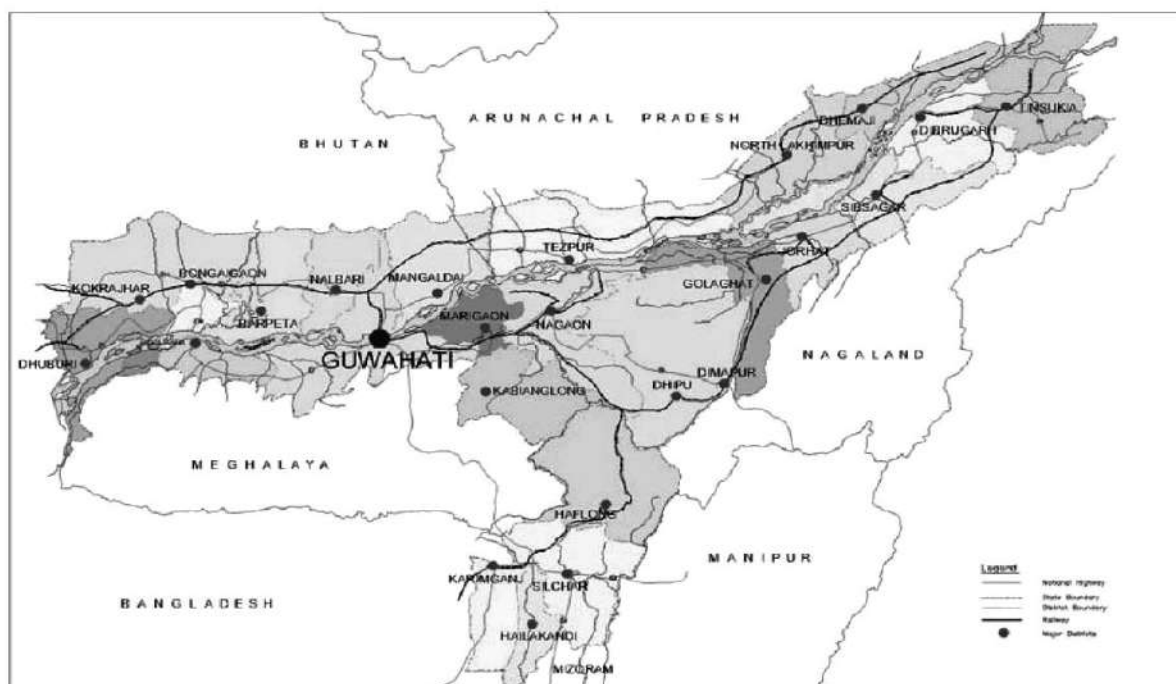 ARUNACHAL PRADESH
BHUTAN
DHEMAJI
TINSUKIA
DIBRUGARH
NORTH LAKHIMPUR
SIBSAGAR
TEZPUR
JORHAT
BONGAIGAON
KOKRAJHAR
NALBARI
MANGALDAI
GOLAGHAT
BARPETA
MARIGAON
NAGAON
GUWAHATI
DHUBURI
NAGALAND
DIMAPUR
DHIPU
KABIANGLONG
MEGHALAYA
HAFLONG
MANIPUR
KARIMGANJ
SILCHAR
BANGLADESH
HAILAKANDI
MIZORAM
Legend
National Highway
State Boundary
District Boundary
Railway
Major Districts